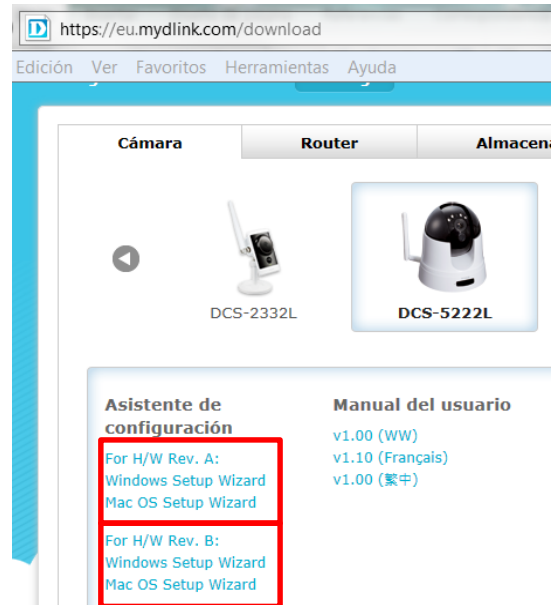 https://eu.mydlink.com/download
Edición Ver Favoritos Herramientas Ayuda
Cámara Router Almacena
DCS-2332L DCS-5222L
Asistente de
configuración
For H/W Rev. A:
Windows Setup Wizard
Mac OS Setup Wizard
For H/W Rev. B:
Windows Setup Wizard
Mac OS Setup Wizard
Manual del usuario
v1.00 (WW)
v1.10 (Français)
v1.00 (繁中)